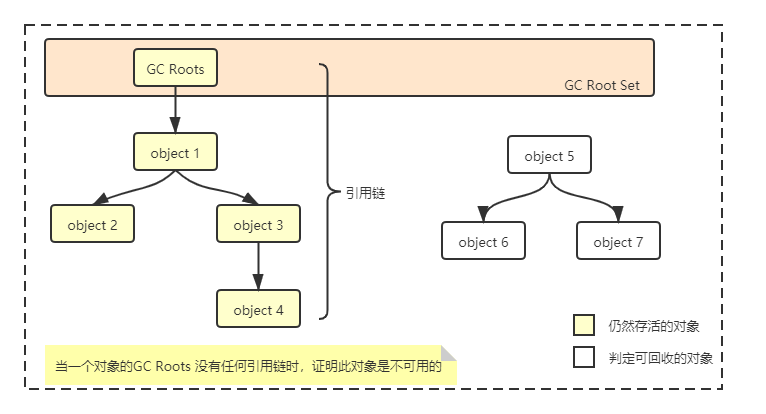 GC Roots
GC Root Set
object 1
object 5
引用链
object 2
object 3
object 6
object 7
object 4
仍然存活的对象
判定可回收的对象
当一个对象的GC Roots 没有任何引用链时，证明此对象是不可用的